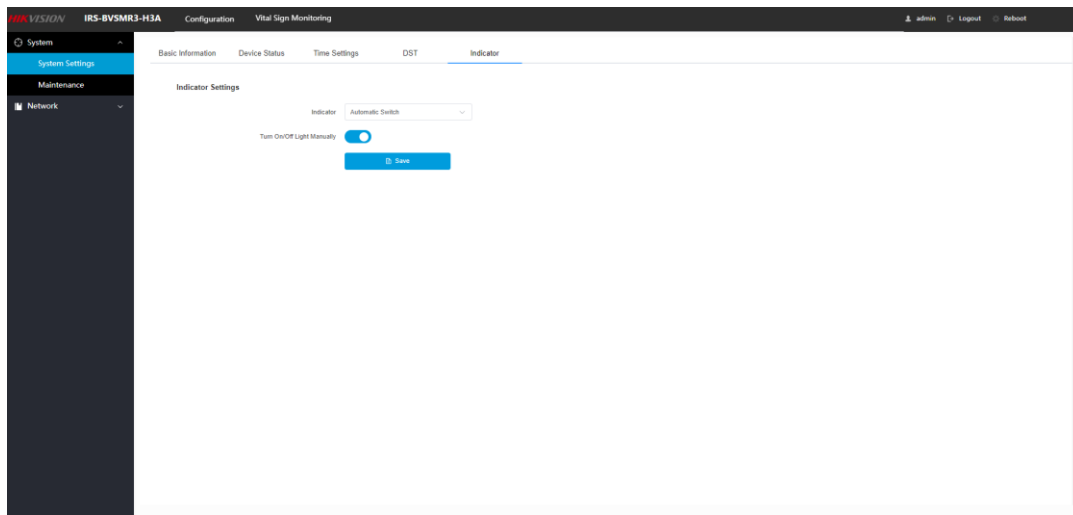 HIKVISION IRS-BVSMR3-H3A Configuration Vital Sign Monitoring admin Logout Reboot
System
System Settings
Maintenance
Network
Basic Information Device Status Time Settings DST Indicator
Indicator Settings
Indicator Automatic Switch
Turn On/Off Light Manually
Save